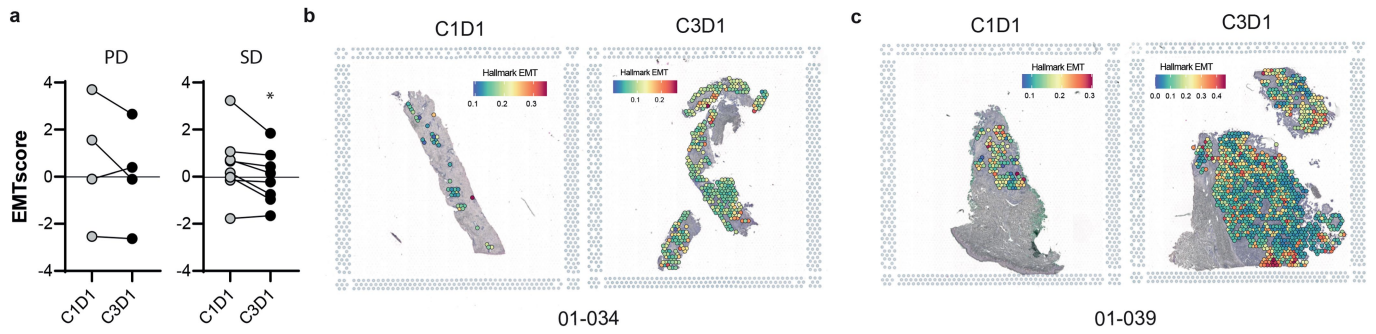 a
PD
SD
EMTscore
4
2
0
-2
-4
C1D1
C3D1
4
2
0
-2
-4
*
C1D1
C3D1
b
C1D1
C3D1
Hallmark EMT
0.1 0.2 0.3
Hallmark EMT
0.1 0.2
01-034
c
C1D1
C3D1
Hallmark EMT
0.1 0.2 0.3
Hallmark EMT
0.0 0.1 0.2 0.3 0.4
01-039